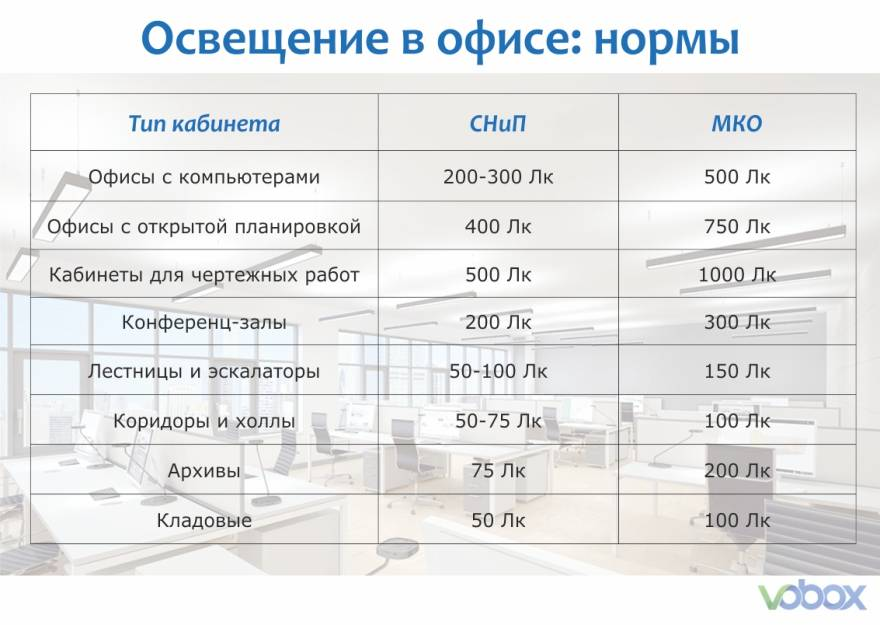 Освещение в офисе: нормы
Тип кабинета СНиП МКО
Офисы с компьютерами 200-300 Лк 500 Лк
Офисы с открытой планировкой 400 Лк 750 Лк
Кабинеты для чертежных работ 500 Лк 1000 Лк
Конференц-залы 200 Лк 300 Лк
Лестницы и эскалаторы 50-100 Лк 150 Лк
Коридоры и холлы 50-75 Лк 100 Лк
Архивы 75 Лк 200 Лк
Кладовые 50 Лк 100 Лк
vobox